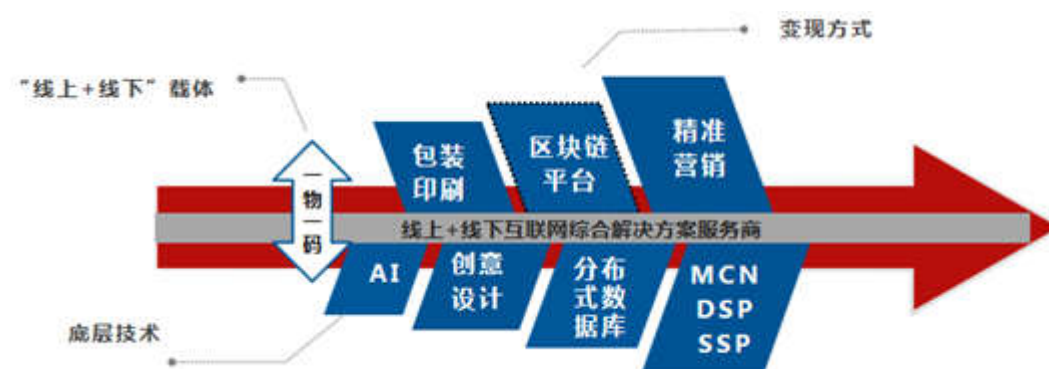 变现方式
“线上+线下”载体
包装
印刷
区块链
平台
精准
营销
一物一码
线上+线下互联网综合解决方案服务商
AI
创意
设计
分布
式数
据库
MCN
DSP
SSP
底层技术